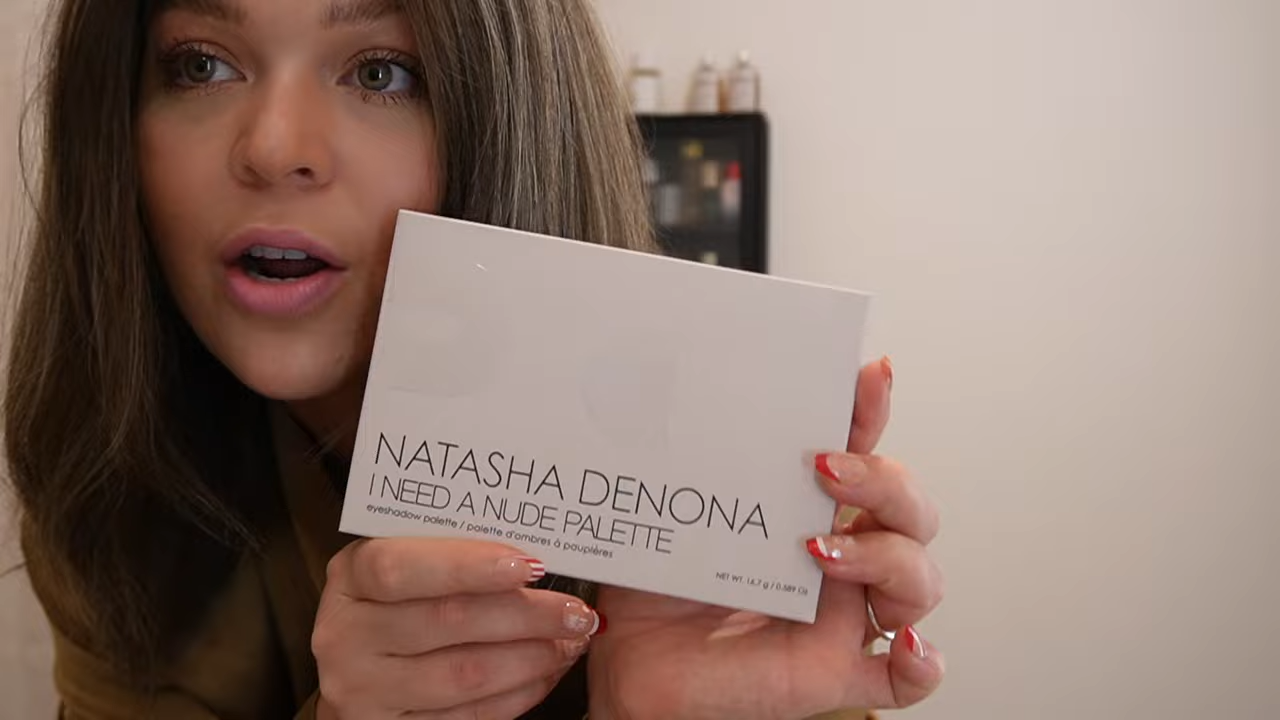 NATASHA DENONA
I NEED A NUDE PALETTE
eyeshadow palette / palette d'ombres à paupières
NET WT. 16.7 g / 0.589 Oz